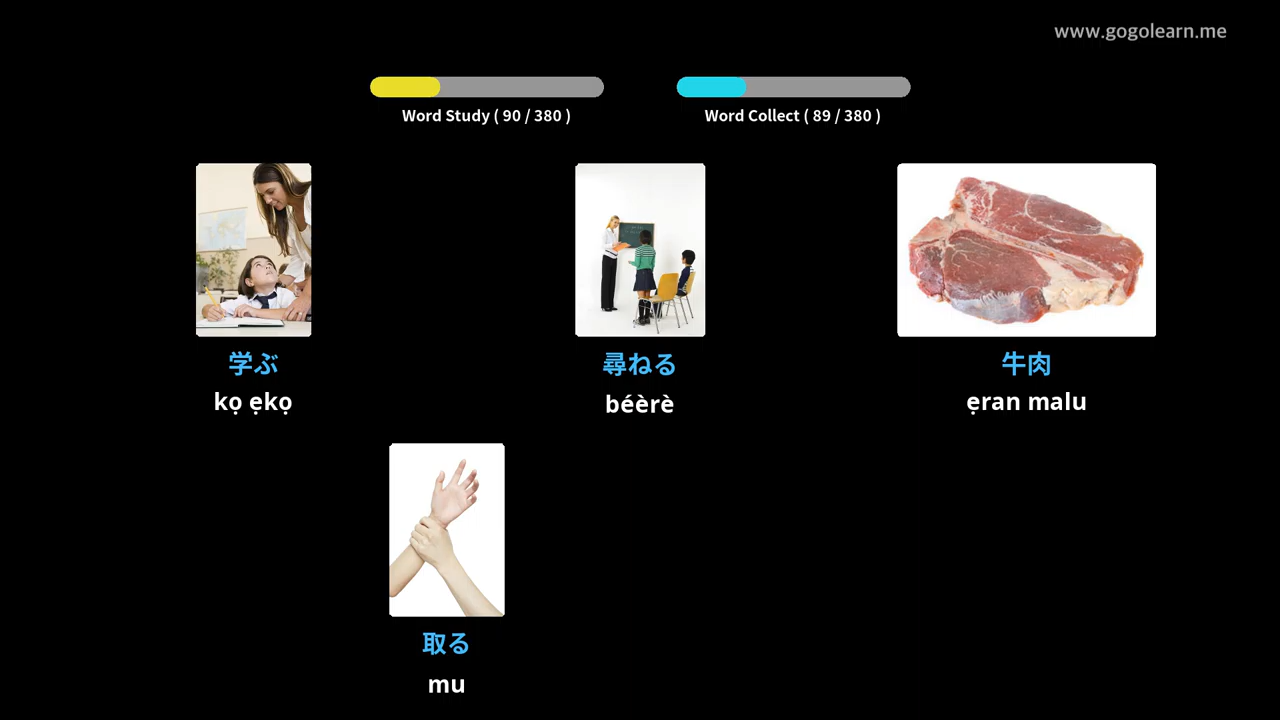 www.gogolearn.me
Word Study ( 90 / 380 )
Word Collect ( 89 / 380 )
学ぶ
kọ ẹkọ
尋ねる
béèrè
牛肉
ẹran malu
取る
mu